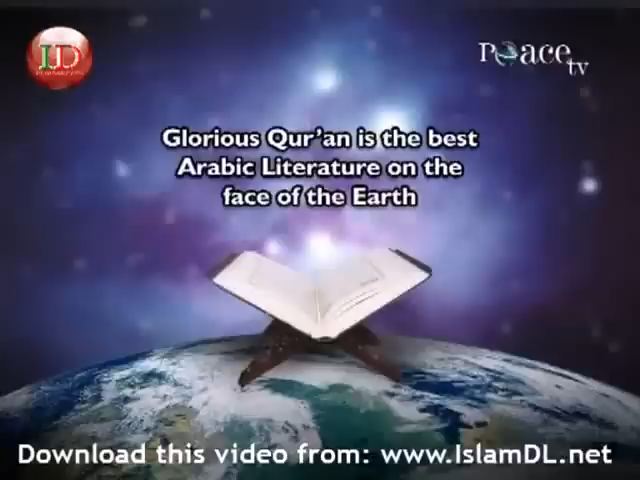 IJD
peace tv
Glorious Qur'an is the best
Arabic Literature on the
face of the Earth
Download this video from: www.IslamDL.net